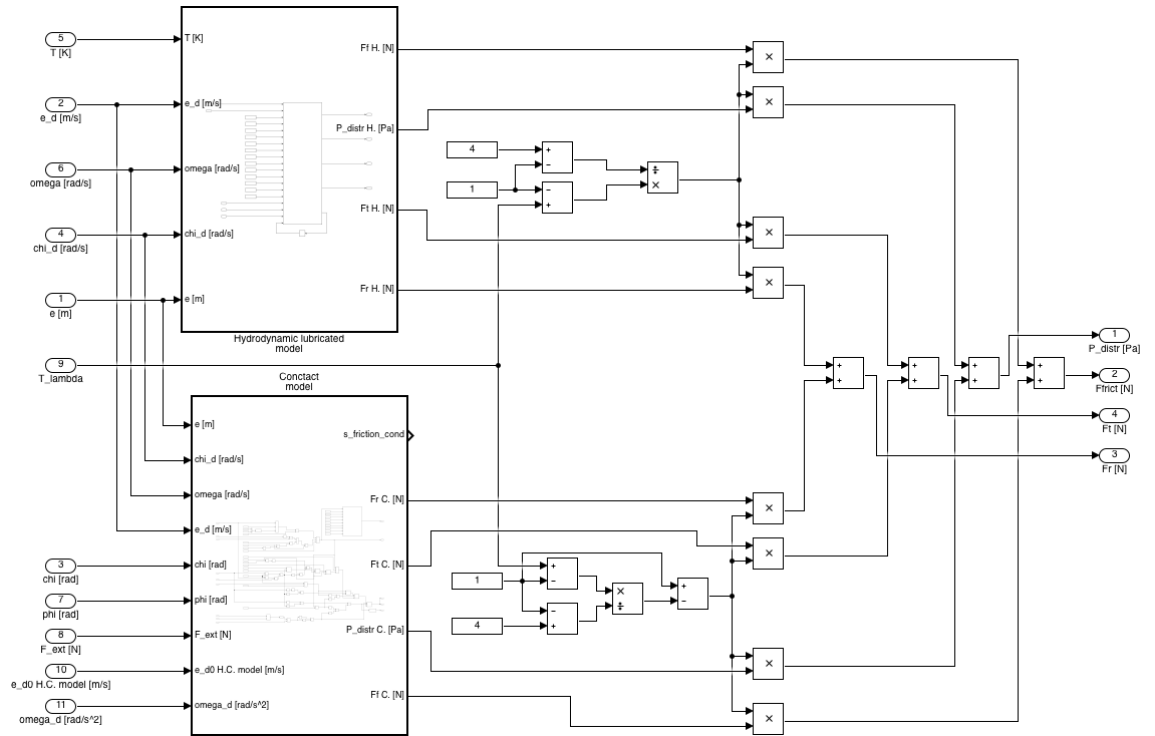 5
T [K]
2
e_d [m/s]
6
omega [rad/s]
4
chi_d [rad/s]
1
e [m]
9
T_lambda
3
chi [rad]
7
phi [rad]
8
F_ext [N]
10
e_d0 H.C. model [m/s]
11
omega_d [rad/s^2]
T [K]
e_d [m/s]
omega [rad/s]
chi_d [rad/s]
e [m]
Ff H. [N]
P_distr H. [Pa]
Ft H. [N]
Fr H. [N]
Hydrodynamic lubricated
model
Conctact
model
e [m]
chi_d [rad/s]
omega [rad/s]
e_d [m/s]
chi [rad]
phi [rad]
F_ext [N]
e_d0 H.C. model [m/s]
omega_d [rad/s^2]
s_friction_cond
Fr C. [N]
Ft C. [N]
P_distr C. [Pa]
Ff C. [N]
4
1
+
−
−
+
÷
×
1
4
+
−
−
+
×
÷
+
−
×
×
×
×
×
×
×
×
+
+
+
+
+
+
+
+
1
P_distr [Pa]
2
Ffrict [N]
4
Ft [N]
3
Fr [N]